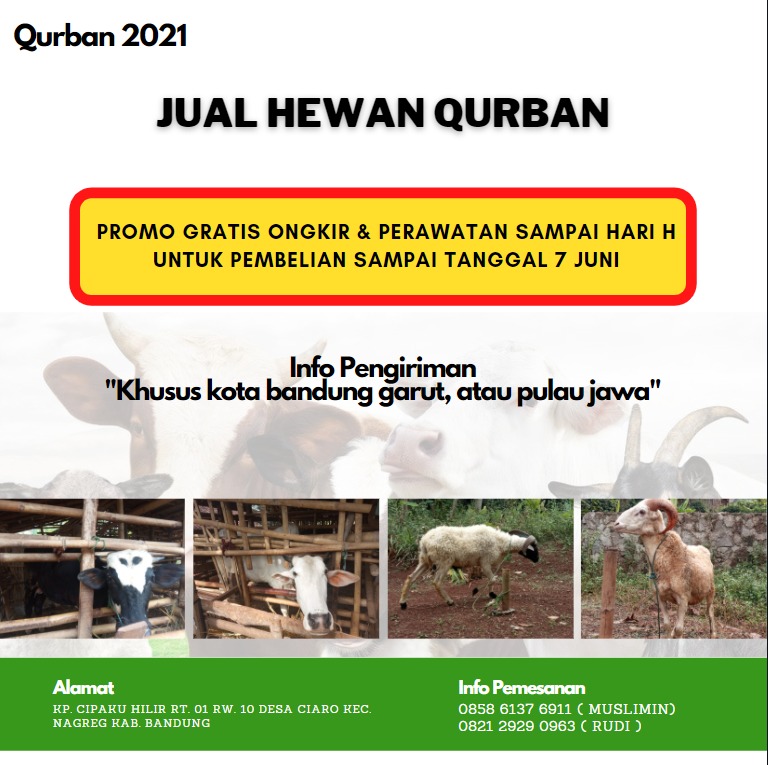 Qurban 2021
JUAL HEWAN QURBAN
PROMO GRATIS ONGKIR & PERAWATAN SAMPAI HARI H
UNTUK PEMBELIAN SAMPAI TANGGAL 7 JUNI
Info Pengiriman
"Khusus kota bandung garut, atau pulau jawa"
Alamat
KP. CIPAKU HILIR RT. 01 RW. 10 DESA CIARO KEC.
NAGREG KAB. BANDUNG
Info Pemesanan
0858 6137 6911 ( MUSLIMIN)
0821 2929 0963 ( RUDI )